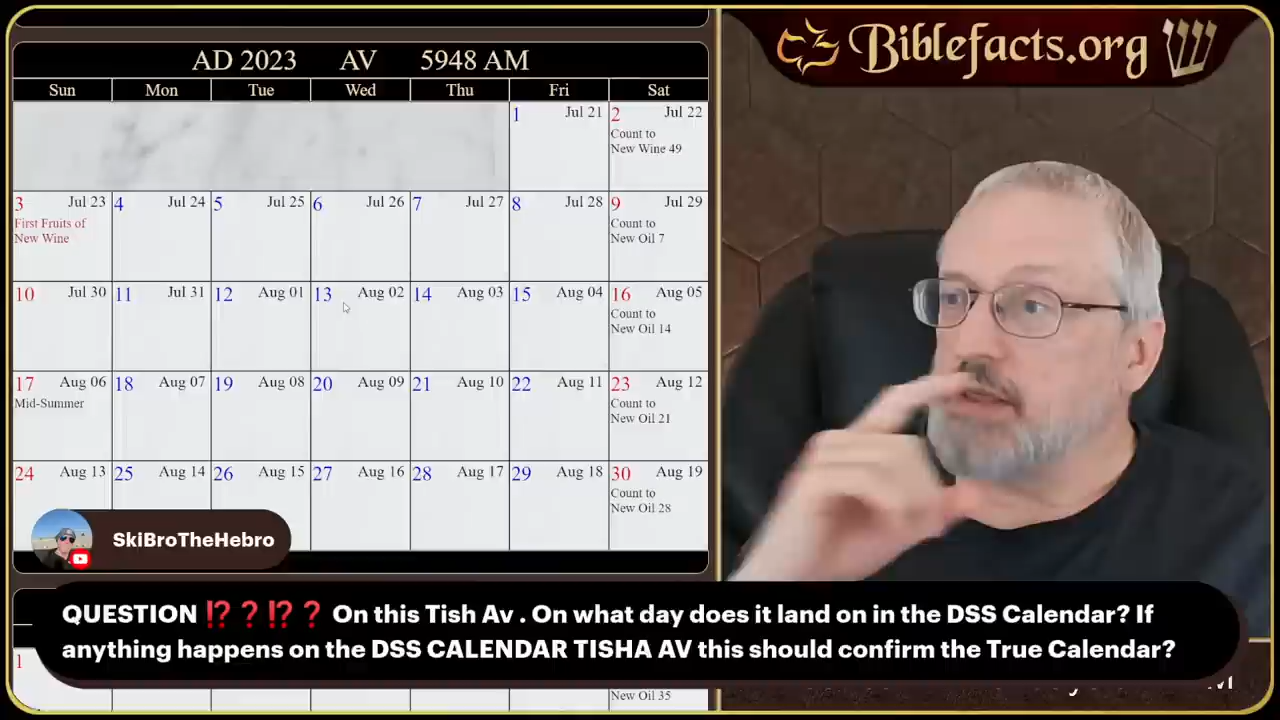 AD 2023 AV 5948 AM
Biblefacts.org
Sun Mon Tue Wed Thu Fri Sat
1 Jul 21 2 Jul 22
Count to
New Wine 49
3 Jul 23 4 Jul 24 5 Jul 25 6 Jul 26 7 Jul 27 8 Jul 28 9 Jul 29
First Fruits of Count to
New Wine New Oil 7
10 Jul 30 11 Jul 31 12 Aug 01 13 Aug 02 14 Aug 03 15 Aug 04 16 Aug 05
Count to
New Oil 14
17 Aug 06 18 Aug 07 19 Aug 08 20 Aug 09 21 Aug 10 22 Aug 11 23 Aug 12
Mid-Summer Count to
New Oil 21
24 Aug 13 25 Aug 14 26 Aug 15 27 Aug 16 28 Aug 17 29 Aug 18 30 Aug 19
Count to
New Oil 28
SkiBroTheHebro
QUESTION ⁉️❓⁉️❓ On this Tish Av . On what day does it land on in the DSS Calendar? If
anything happens on the DSS CALENDAR TISHA AV this should confirm the True Calendar?
1
New Oil 35